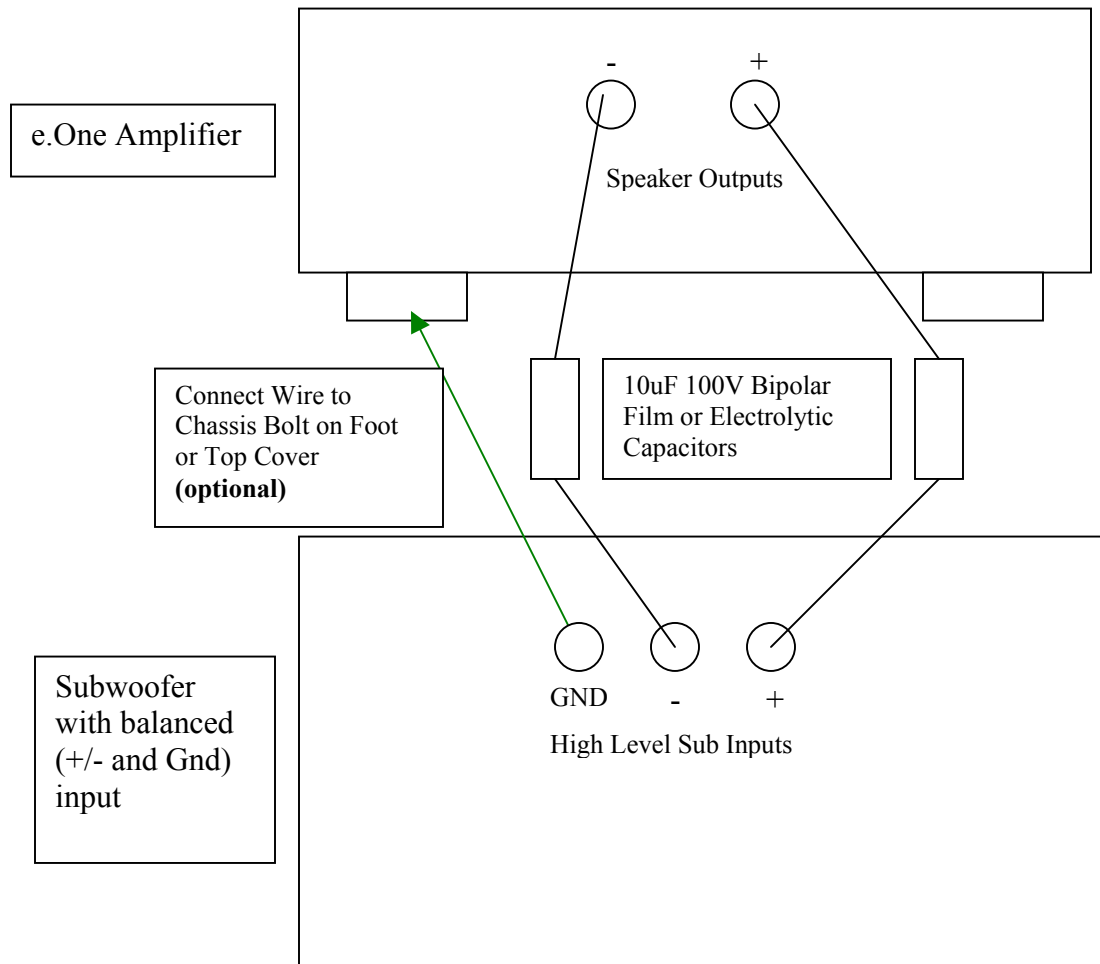 - +
e.One Amplifier
Speaker Outputs
Connect Wire to
Chassis Bolt on Foot
or Top Cover
(optional)
10uF 100V Bipolar
Film or Electrolytic
Capacitors
Subwoofer
with balanced
(+/- and Gnd)
input
GND - +
High Level Sub Inputs